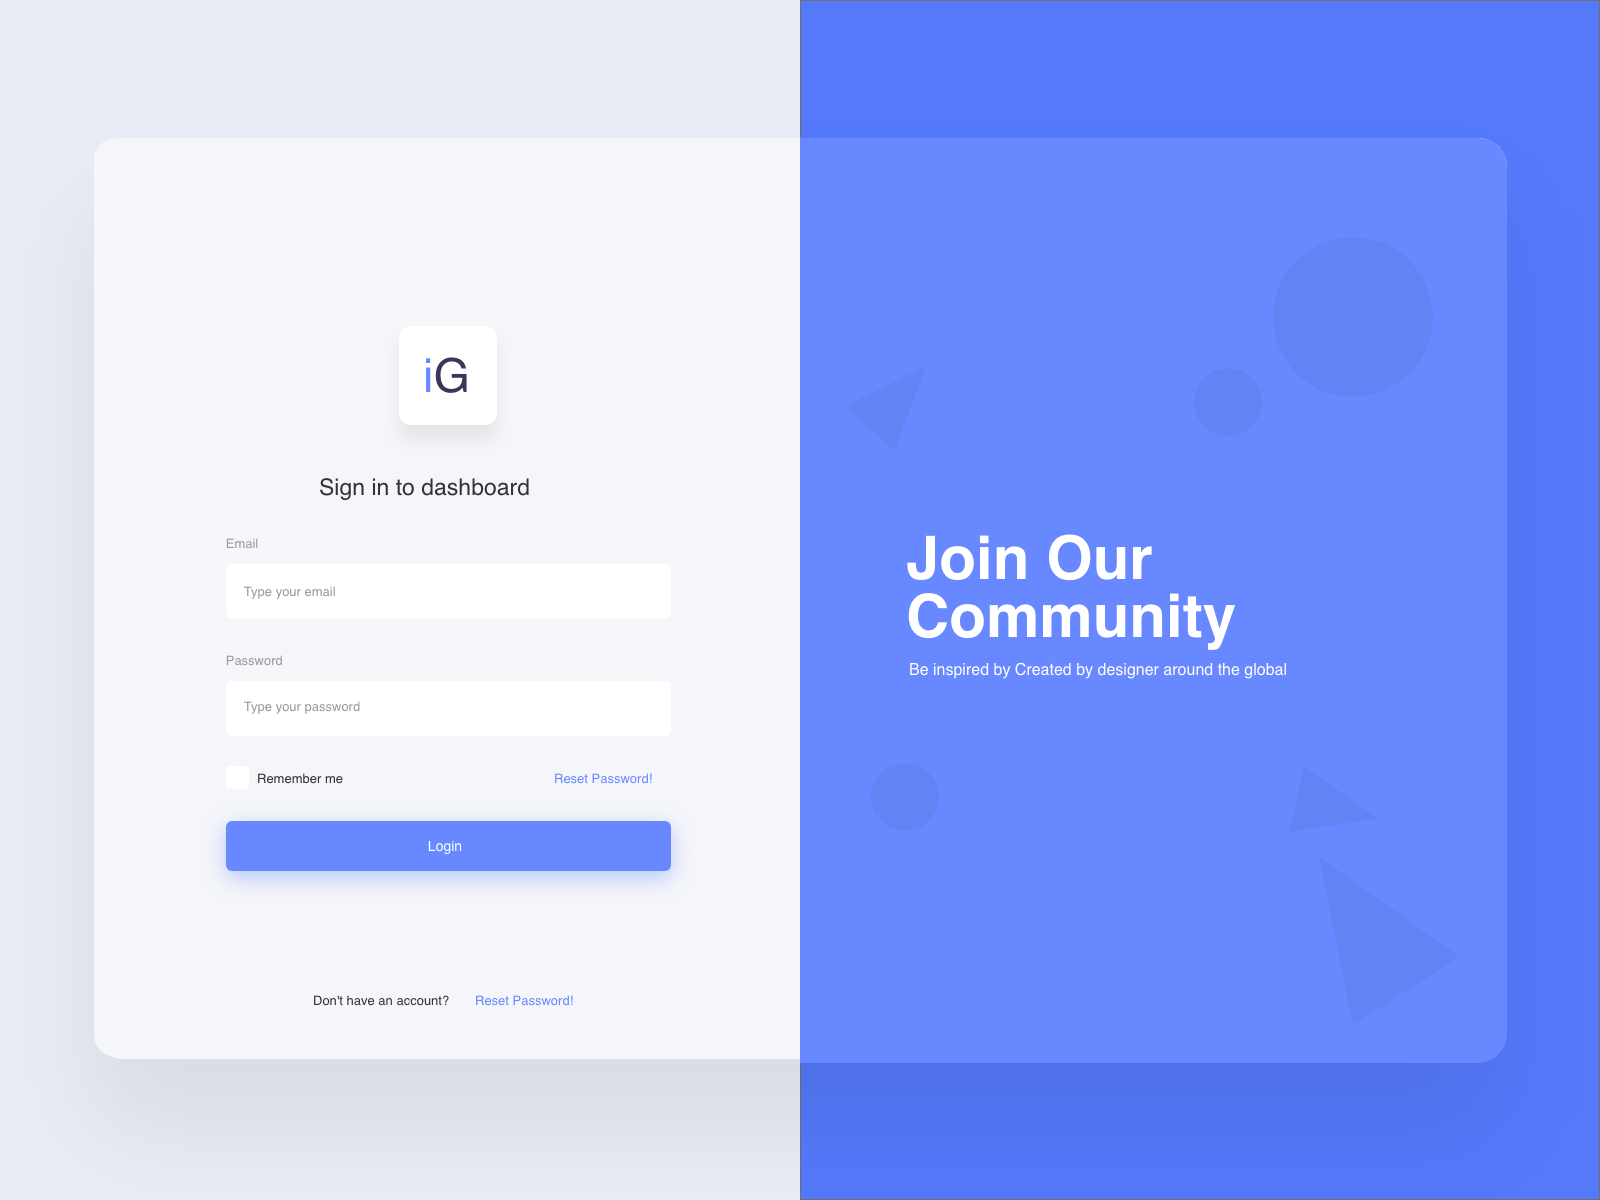 iG
Sign in to dashboard
Email
Type your email
Password
Type your password
Remember me
Reset Password!
Login
Don't have an account?
Reset Password!
Join Our
Community
Be inspired by Created by designer around the global